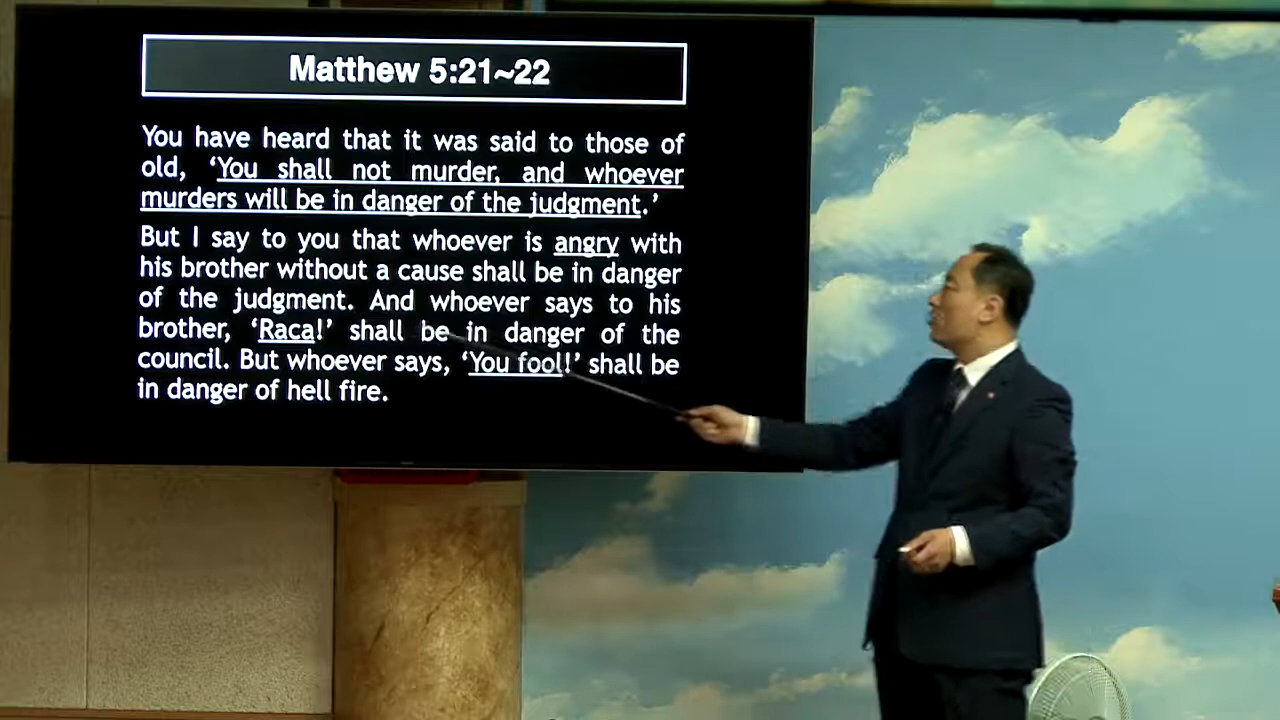 Matthew 5:21~22
You have heard that it was said to those of
old, ‘You shall not murder, and whoever
murders will be in danger of the judgment.’
But I say to you that whoever is angry with
his brother without a cause shall be in danger
of the judgment. And whoever says to his
brother, ‘Raca!’ shall be in danger of the
council. But whoever says, ‘You fool!’ shall be
in danger of hell fire.